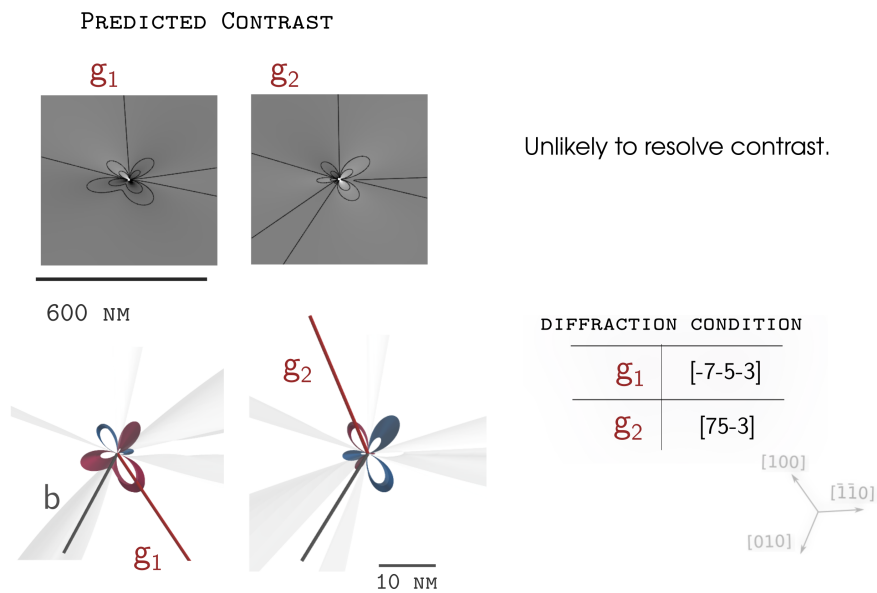 PREDICTED CONTRAST
g1
g2
Unlikely to resolve contrast.
600 NM
g2
DIFFRACTION CONDITION
g1 [-7-5-3]
g2 [75-3]
[100]
[1̄1̄0]
b
[010]
g1
10 NM